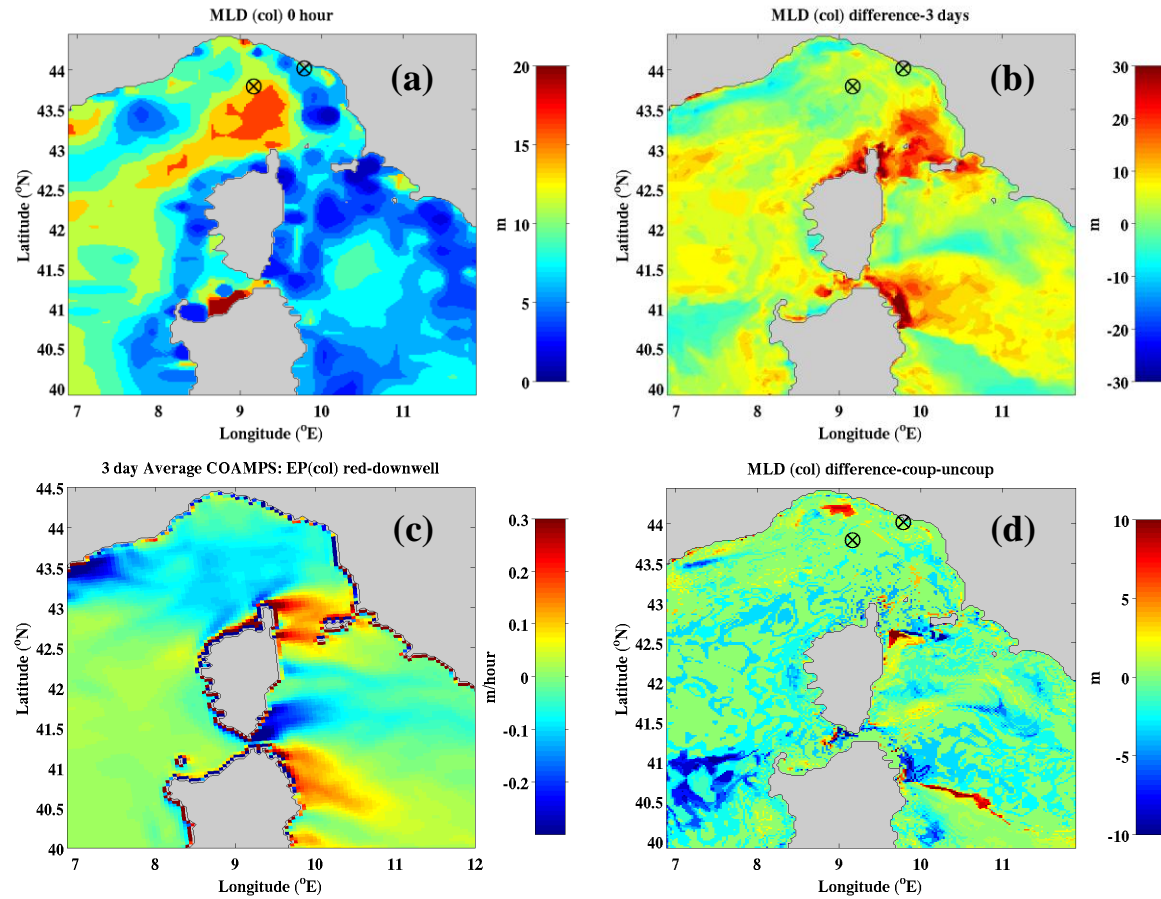 MLD (col) 0 hour
(a)
44
43.5
43
42.5
42
41.5
41
40.5
40
Latitude (°N)
7 8 9 10 11
Longitude (°E)
20
15
10
5
0
m
MLD (col) difference-3 days
(b)
44
43.5
43
42.5
42
41.5
41
40.5
40
Latitude (°N)
7 8 9 10 11
Longitude (°E)
30
20
10
0
-10
-20
-30
m
3 day Average COAMPS: EP(col) red-downwell
(c)
44.5
44
43.5
43
42.5
42
41.5
41
40.5
40
Latitude (°N)
7 8 9 10 11 12
Longitude (°E)
0.3
0.2
0.1
0
-0.1
-0.2
m/hour
MLD (col) difference-coup-uncoup
(d)
44
43.5
43
42.5
42
41.5
41
40.5
40
Latitude (°N)
7 8 9 10 11
Longitude (°E)
10
5
0
-5
-10
m